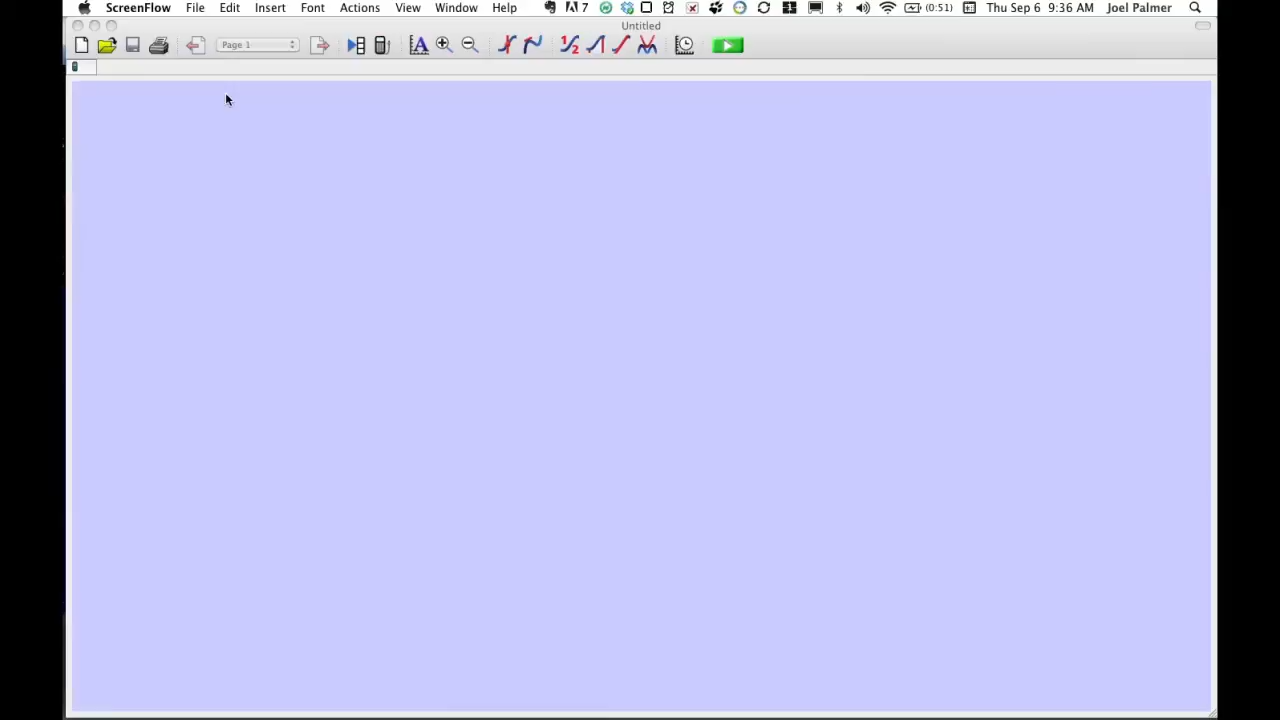 ScreenFlow File Edit Insert Font Actions View Window Help 7 (0:51) Thu Sep 6 9:36 AM Joel Palmer
Untitled
Page 1